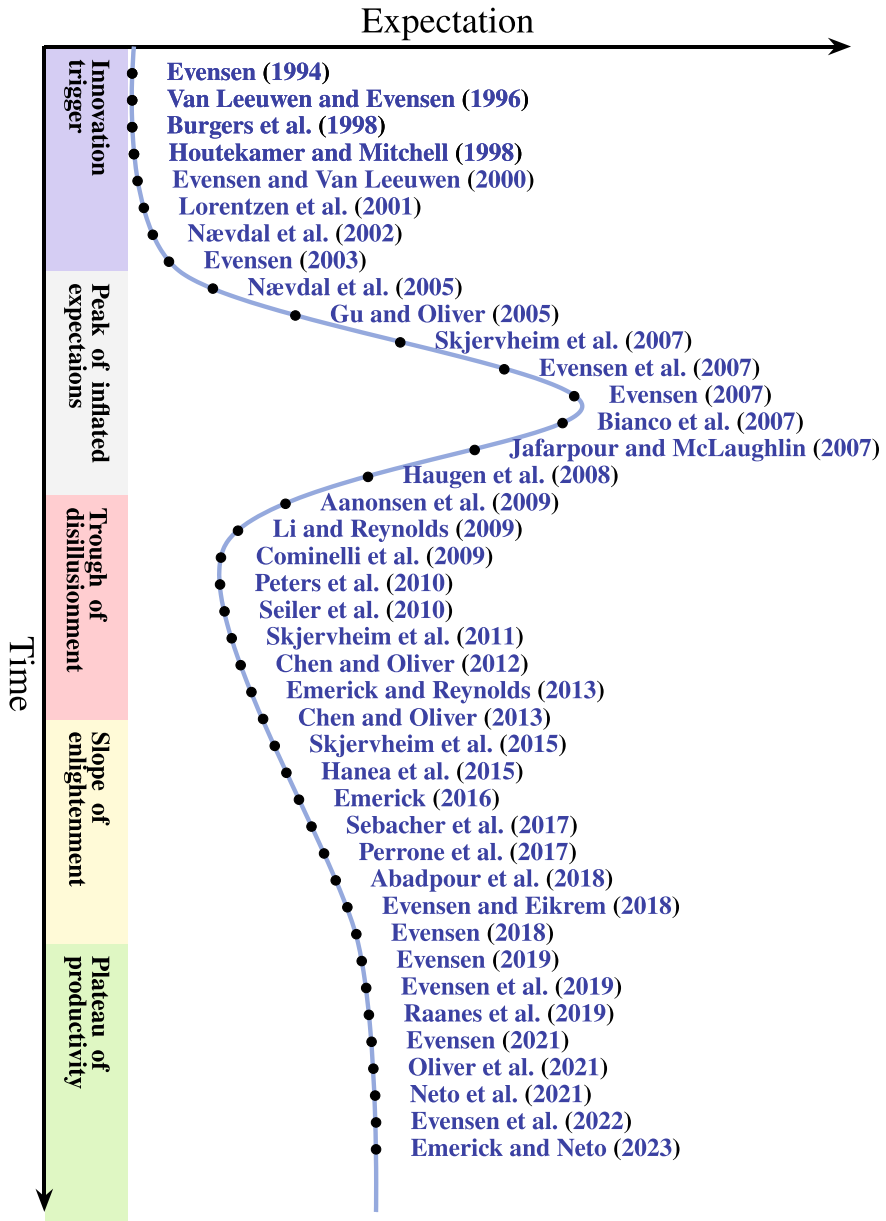 Expectation
Time
Innovation
trigger
Peak of inflated
expectaions
Trough of
disillusionment
Slope of
enlightenment
Plateau of
productivity
Evensen (1994)
Van Leeuwen and Evensen (1996)
Burgers et al. (1998)
Houtekamer and Mitchell (1998)
Evensen and Van Leeuwen (2000)
Lorentzen et al. (2001)
Nævdal et al. (2002)
Evensen (2003)
Nævdal et al. (2005)
Gu and Oliver (2005)
Skjervheim et al. (2007)
Evensen et al. (2007)
Evensen (2007)
Bianco et al. (2007)
Jafarpour and McLaughlin (2007)
Haugen et al. (2008)
Aanonsen et al. (2009)
Li and Reynolds (2009)
Cominelli et al. (2009)
Peters et al. (2010)
Seiler et al. (2010)
Skjervheim et al. (2011)
Chen and Oliver (2012)
Emerick and Reynolds (2013)
Chen and Oliver (2013)
Skjervheim et al. (2015)
Hanea et al. (2015)
Emerick (2016)
Sebacher et al. (2017)
Perrone et al. (2017)
Abadpour et al. (2018)
Evensen and Eikrem (2018)
Evensen (2018)
Evensen (2019)
Evensen et al. (2019)
Raanes et al. (2019)
Evensen (2021)
Oliver et al. (2021)
Neto et al. (2021)
Evensen et al. (2022)
Emerick and Neto (2023)